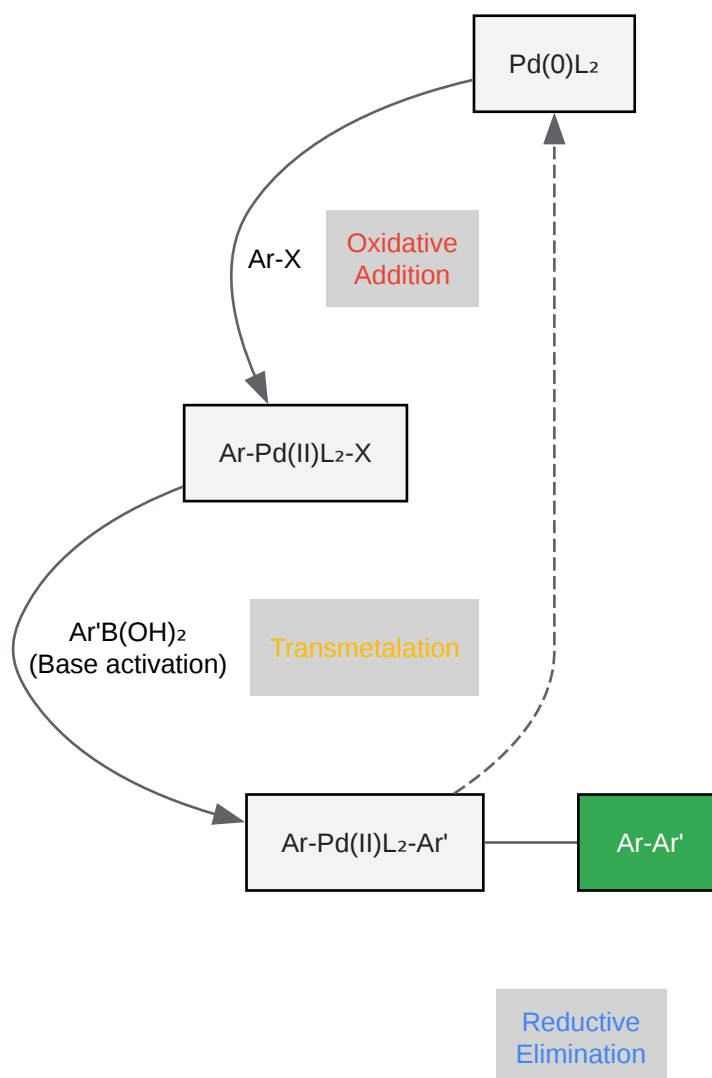 Pd(0)L₂
Ar-X
Oxidative
Addition
Ar-Pd(II)L₂-X
Ar'B(OH)₂
(Base activation)
Transmetalation
Ar-Pd(II)L₂-Ar'
Ar-Ar'
Reductive
Elimination